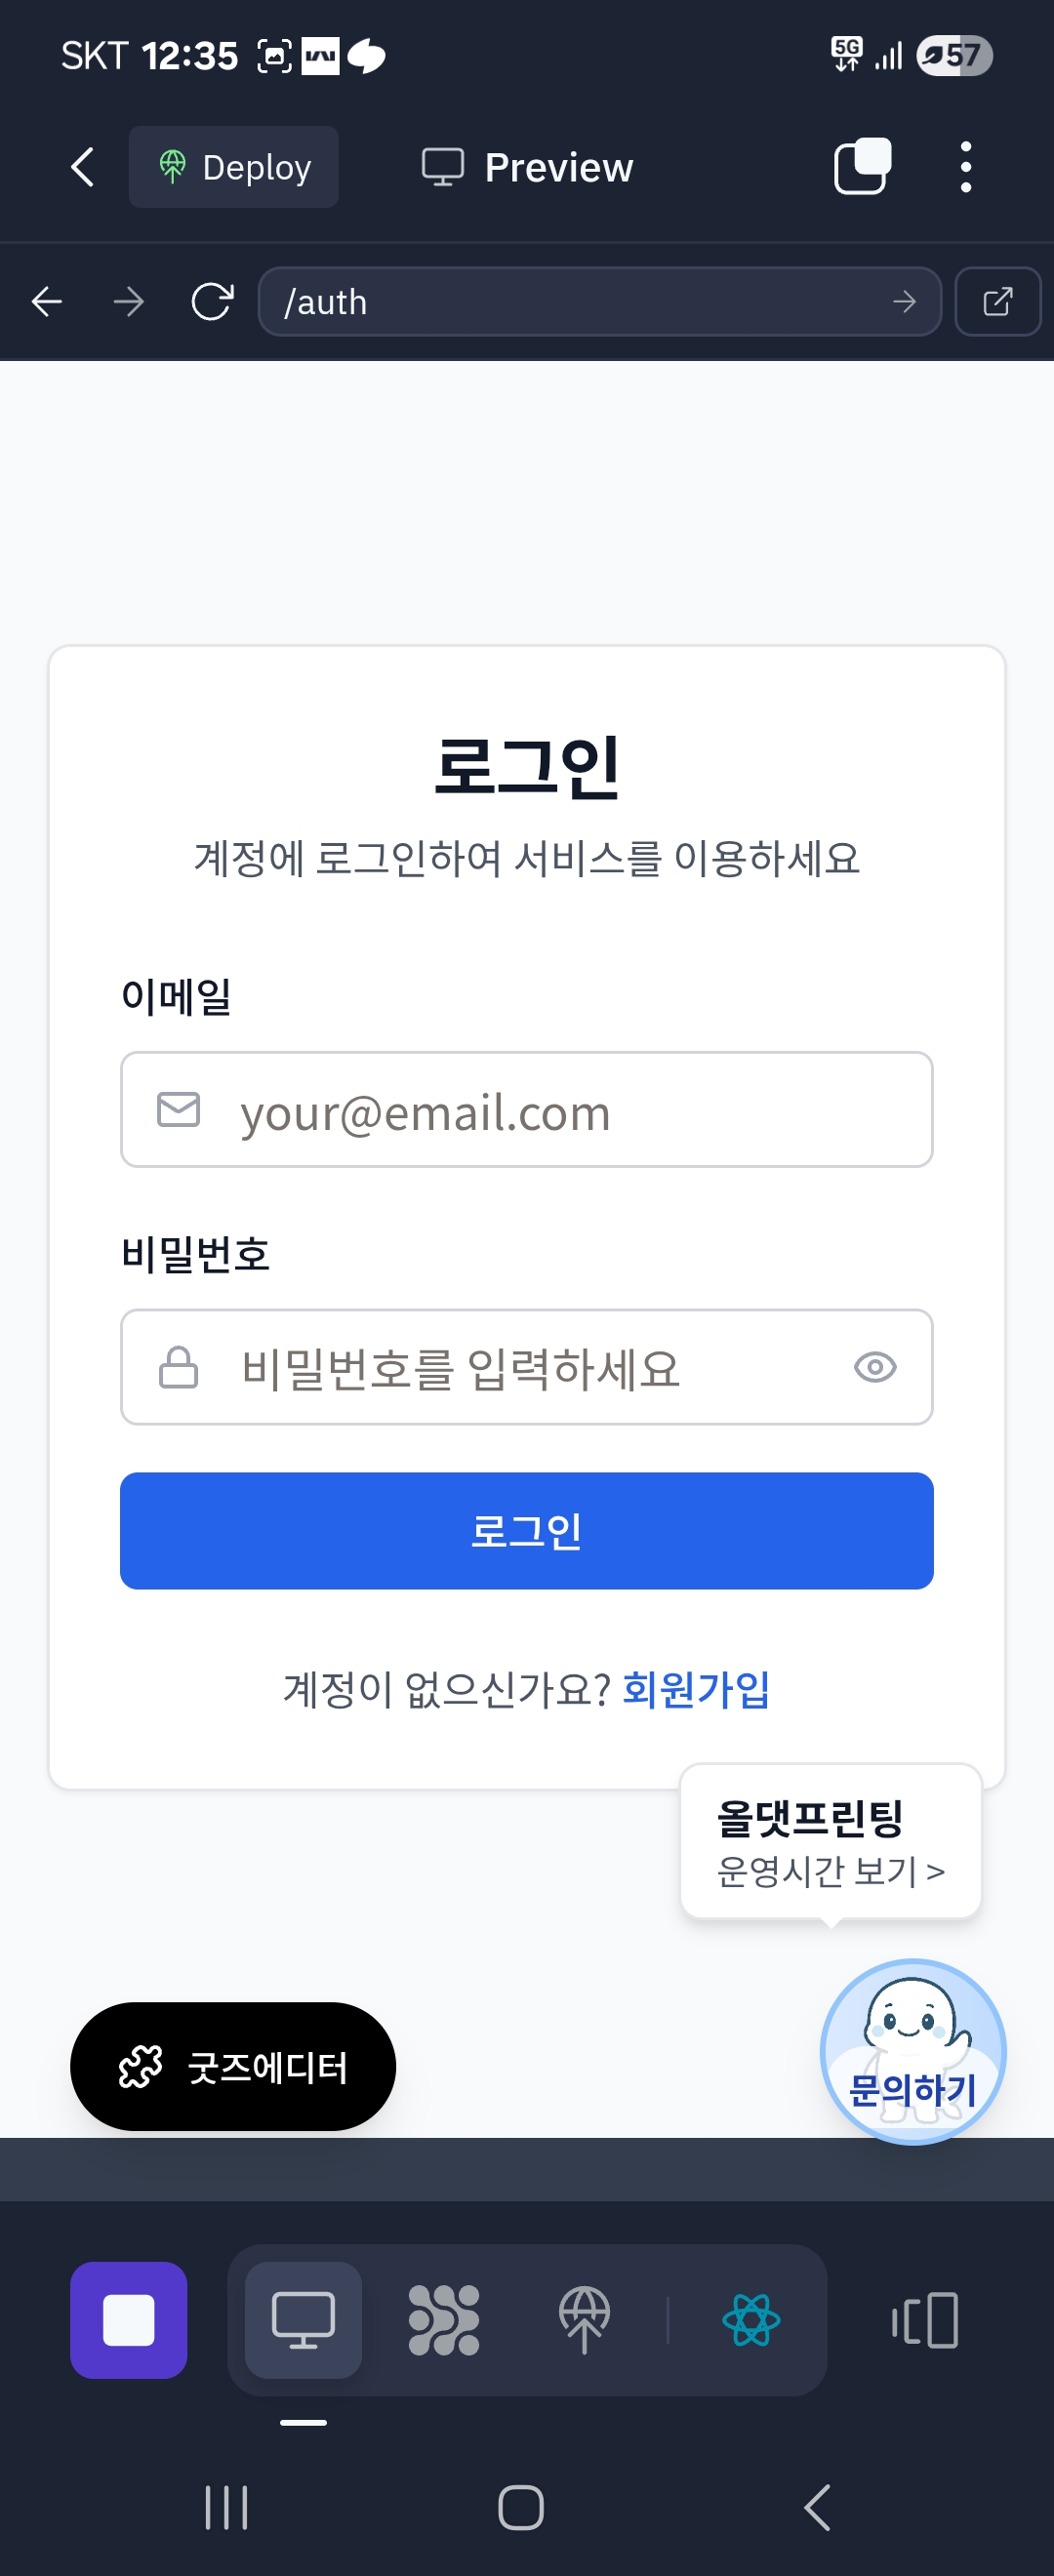 SKT 12:35
5G 57
Deploy
Preview
/auth
로그인
계정에 로그인하여 서비스를 이용하세요
이메일
your@email.com
비밀번호
비밀번호를 입력하세요
로그인
계정이 없으신가요? 회원가입
올댓프린팅
운영시간 보기 >
굿즈에디터
문의하기